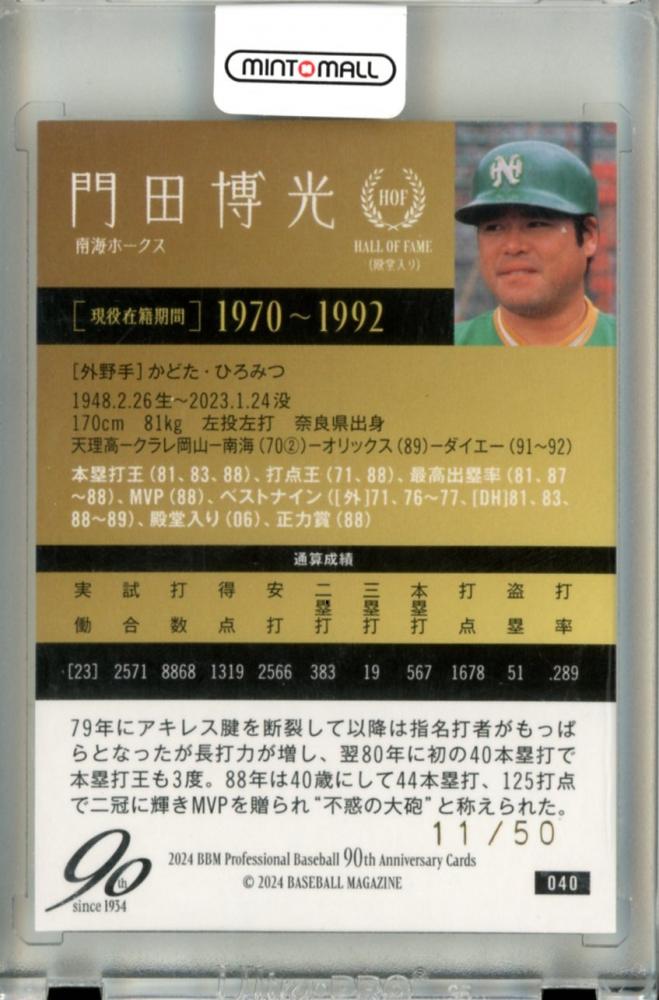 MINTMALL
門田博光
南海ホークス
HOF
HALL OF FAME
(殿堂入り)
[現役在籍期間] 1970～1992
[外野手]かどた・ひろみつ
1948.2.26生～2023.1.24没
170cm 81kg 左投左打 奈良県出身
天理高ークラレ岡山ー南海(70②)ーオリックス(89)ーダイエー(91～92)
本塁打王(81、83、88)、打点王(71、88)、最高出塁率(81、87
～88)、MVP(88)、ベストナイン([外]71、76～77、[DH]81、83、
88～89)、殿堂入り(06)、正力賞(88)
通算成績
実働 試合 打数 得点 安打 二塁打 三塁打 本塁打 打点 盗塁 打率
[23] 2571 8868 1319 2566 383 19 567 1678 51 .289
79年にアキレス腱を断裂して以降は指名打者がもっぱ
らとなったが長打力が増し、翌80年に初の40本塁打で
本塁打王も3度。88年は40歳にして44本塁打、125打点
で二冠に輝きMVPを贈られ“不惑の大砲”と称えられた。
11/50
90th
since 1934
2024 BBM Professional Baseball 90th Anniversary Cards
© 2024 BASEBALL MAGAZINE
040